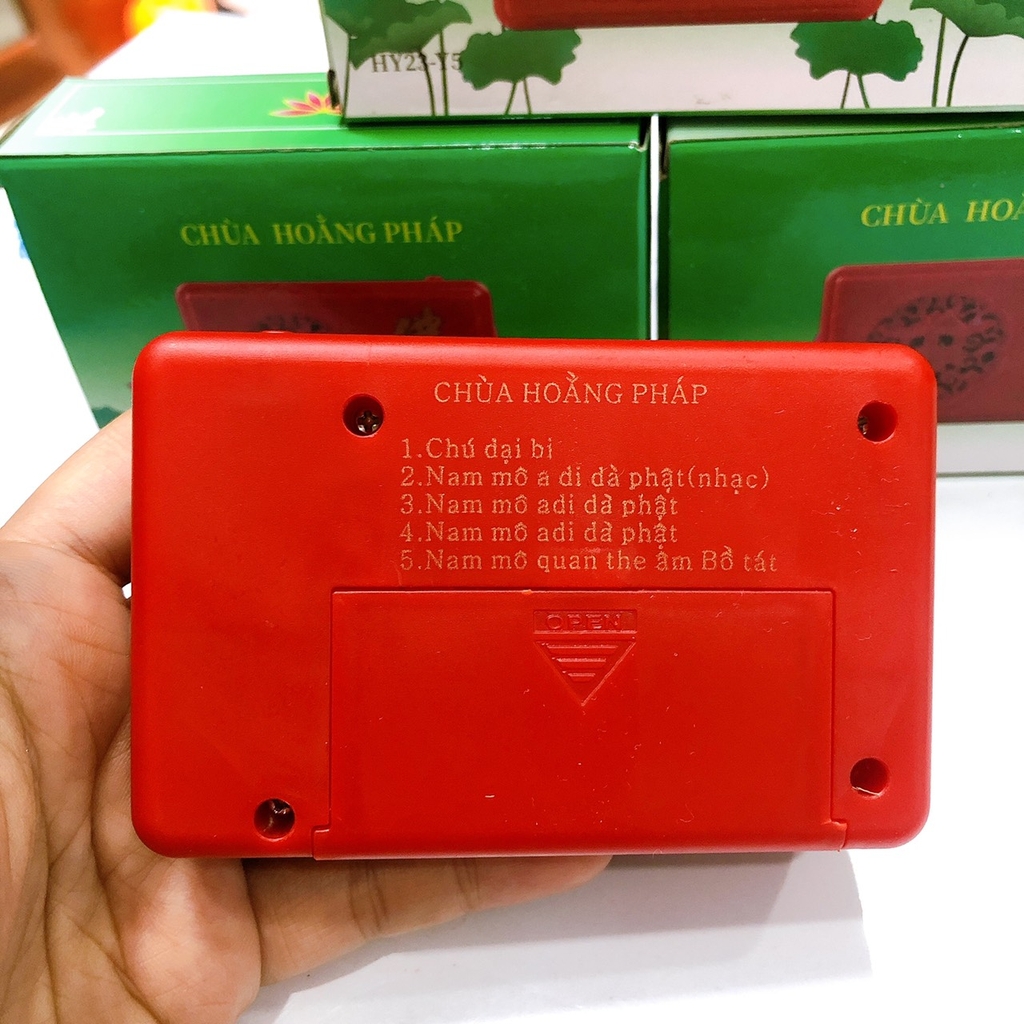 HY23-Y5
CHÙA HOẰNG PHÁP
CHÙA HOẰ
CHÙA HOẰNG PHÁP
1.Chú dại bi
2.Nam mô a di dà phật(nhạc)
3.Nam mô adi dà phật
4.Nam mô adi dà phật
5.Nam mô quan the âm Bồ tát
OPEN